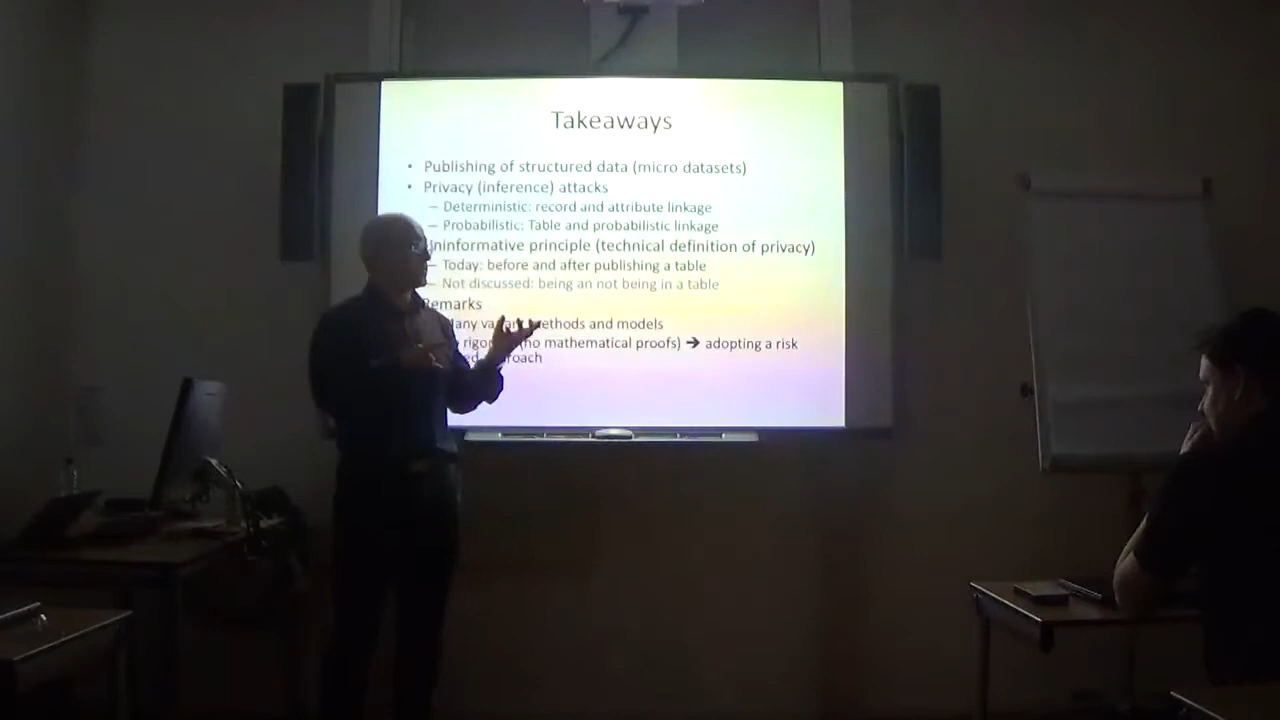 Takeaways
• Publishing of structured data (micro datasets)
• Privacy (inference) attacks
– Deterministic: record and attribute linkage
– Probabilistic: Table and probabilistic linkage
Uninformative principle (technical definition of privacy)
– Today: before and after publishing a table
– Not discussed: being an not being in a table
Remarks
Many methods and models
(no mathematical proofs) ➔ adopting a risk